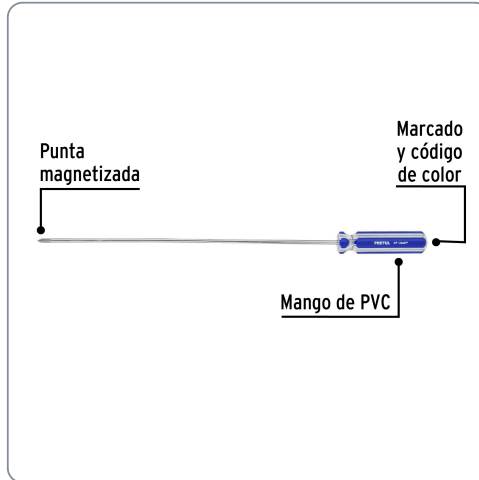 Punta
magnetizada
Marcado
y código
de color
PRETUL
Mango de PVC